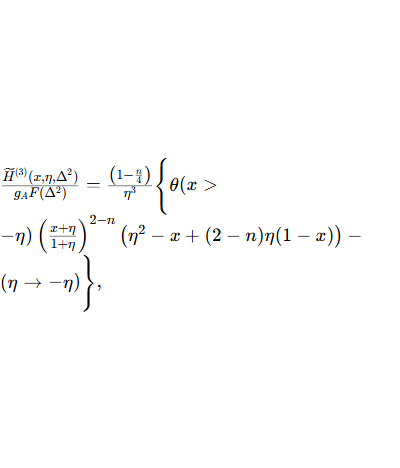 \frac{\widetilde{H}^{(3)}(x,\eta,\Delta^2)}{g_A F(\Delta^2)} = \frac{\left(1-\frac{n}{4}\right)}{\eta^3} \Bigg\{ \theta(x >
-\eta) \left(\frac{x+\eta}{1+\eta}\right)^{2-n} \left(\eta^2 - x + (2-n)\eta(1-x)\right) -
(\eta \to -\eta) \Bigg\},